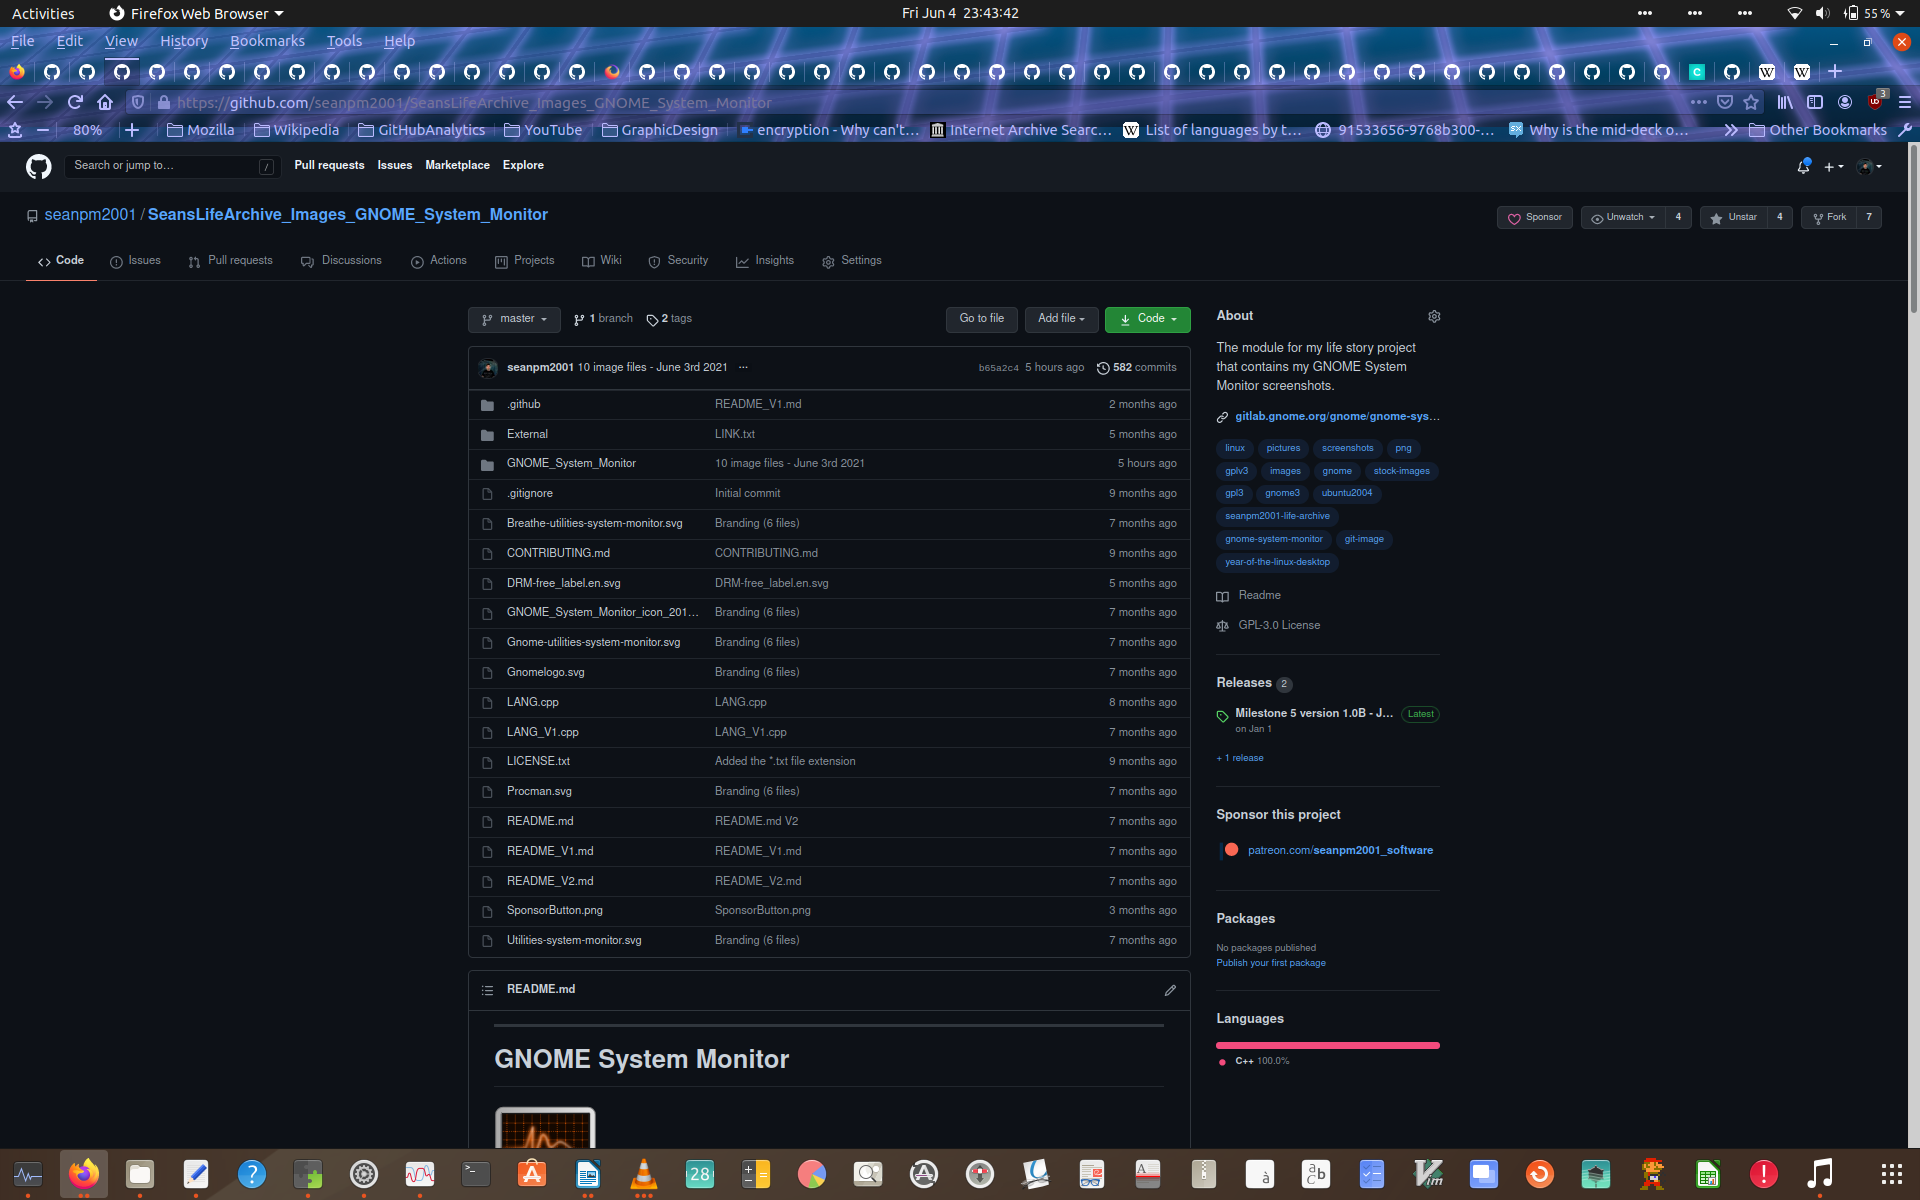 Activities Firefox Web Browser Fri Jun 4 23:43:42 55 %
File Edit View History Bookmarks Tools Help
https://github.com/seanpm2001/SeansLifeArchive_Images_GNOME_System_Monitor 3
80% Mozilla Wikipedia GitHubAnalytics YouTube GraphicDesign encryption - Why can't… Internet Archive Searc… List of languages by t… 91533656-9768b300-… Why is the mid-deck o… Other Bookmarks
Search or jump to… / Pull requests Issues Marketplace Explore
seanpm2001 / SeansLifeArchive_Images_GNOME_System_Monitor
Sponsor Unwatch 4 Unstar 4 Fork 7
Code Issues Pull requests Discussions Actions Projects Wiki Security Insights Settings
master 1 branch 2 tags Go to file Add file Code
seanpm2001 10 image files - June 3rd 2021 … b65a2c4 5 hours ago 582 commits
.github README_V1.md 2 months ago
External LINK.txt 5 months ago
GNOME_System_Monitor 10 image files - June 3rd 2021 5 hours ago
.gitignore Initial commit 9 months ago
Breathe-utilities-system-monitor.svg Branding (6 files) 7 months ago
CONTRIBUTING.md CONTRIBUTING.md 9 months ago
DRM-free_label.en.svg DRM-free_label.en.svg 5 months ago
GNOME_System_Monitor_icon_201… Branding (6 files) 7 months ago
Gnome-utilities-system-monitor.svg Branding (6 files) 7 months ago
Gnomelogo.svg Branding (6 files) 7 months ago
LANG.cpp LANG.cpp 8 months ago
LANG_V1.cpp LANG_V1.cpp 7 months ago
LICENSE.txt Added the *.txt file extension 9 months ago
Procman.svg Branding (6 files) 7 months ago
README.md README.md V2 7 months ago
README_V1.md README_V1.md 7 months ago
README_V2.md README_V2.md 7 months ago
SponsorButton.png SponsorButton.png 3 months ago
Utilities-system-monitor.svg Branding (6 files) 7 months ago
README.md
GNOME System Monitor
About
The module for my life story project
that contains my GNOME System
Monitor screenshots.
gitlab.gnome.org/gnome/gnome-sys…
linux pictures screenshots png
gplv3 images gnome stock-images
gpl3 gnome3 ubuntu2004
seanpm2001-life-archive
gnome-system-monitor git-image
year-of-the-linux-desktop
Readme
GPL-3.0 License
Releases 2
Milestone 5 version 1.0B - J… Latest
on Jan 1
+ 1 release
Sponsor this project
patreon.com/seanpm2001_software
Packages
No packages published
Publish your first package
Languages
C++ 100.0%
28